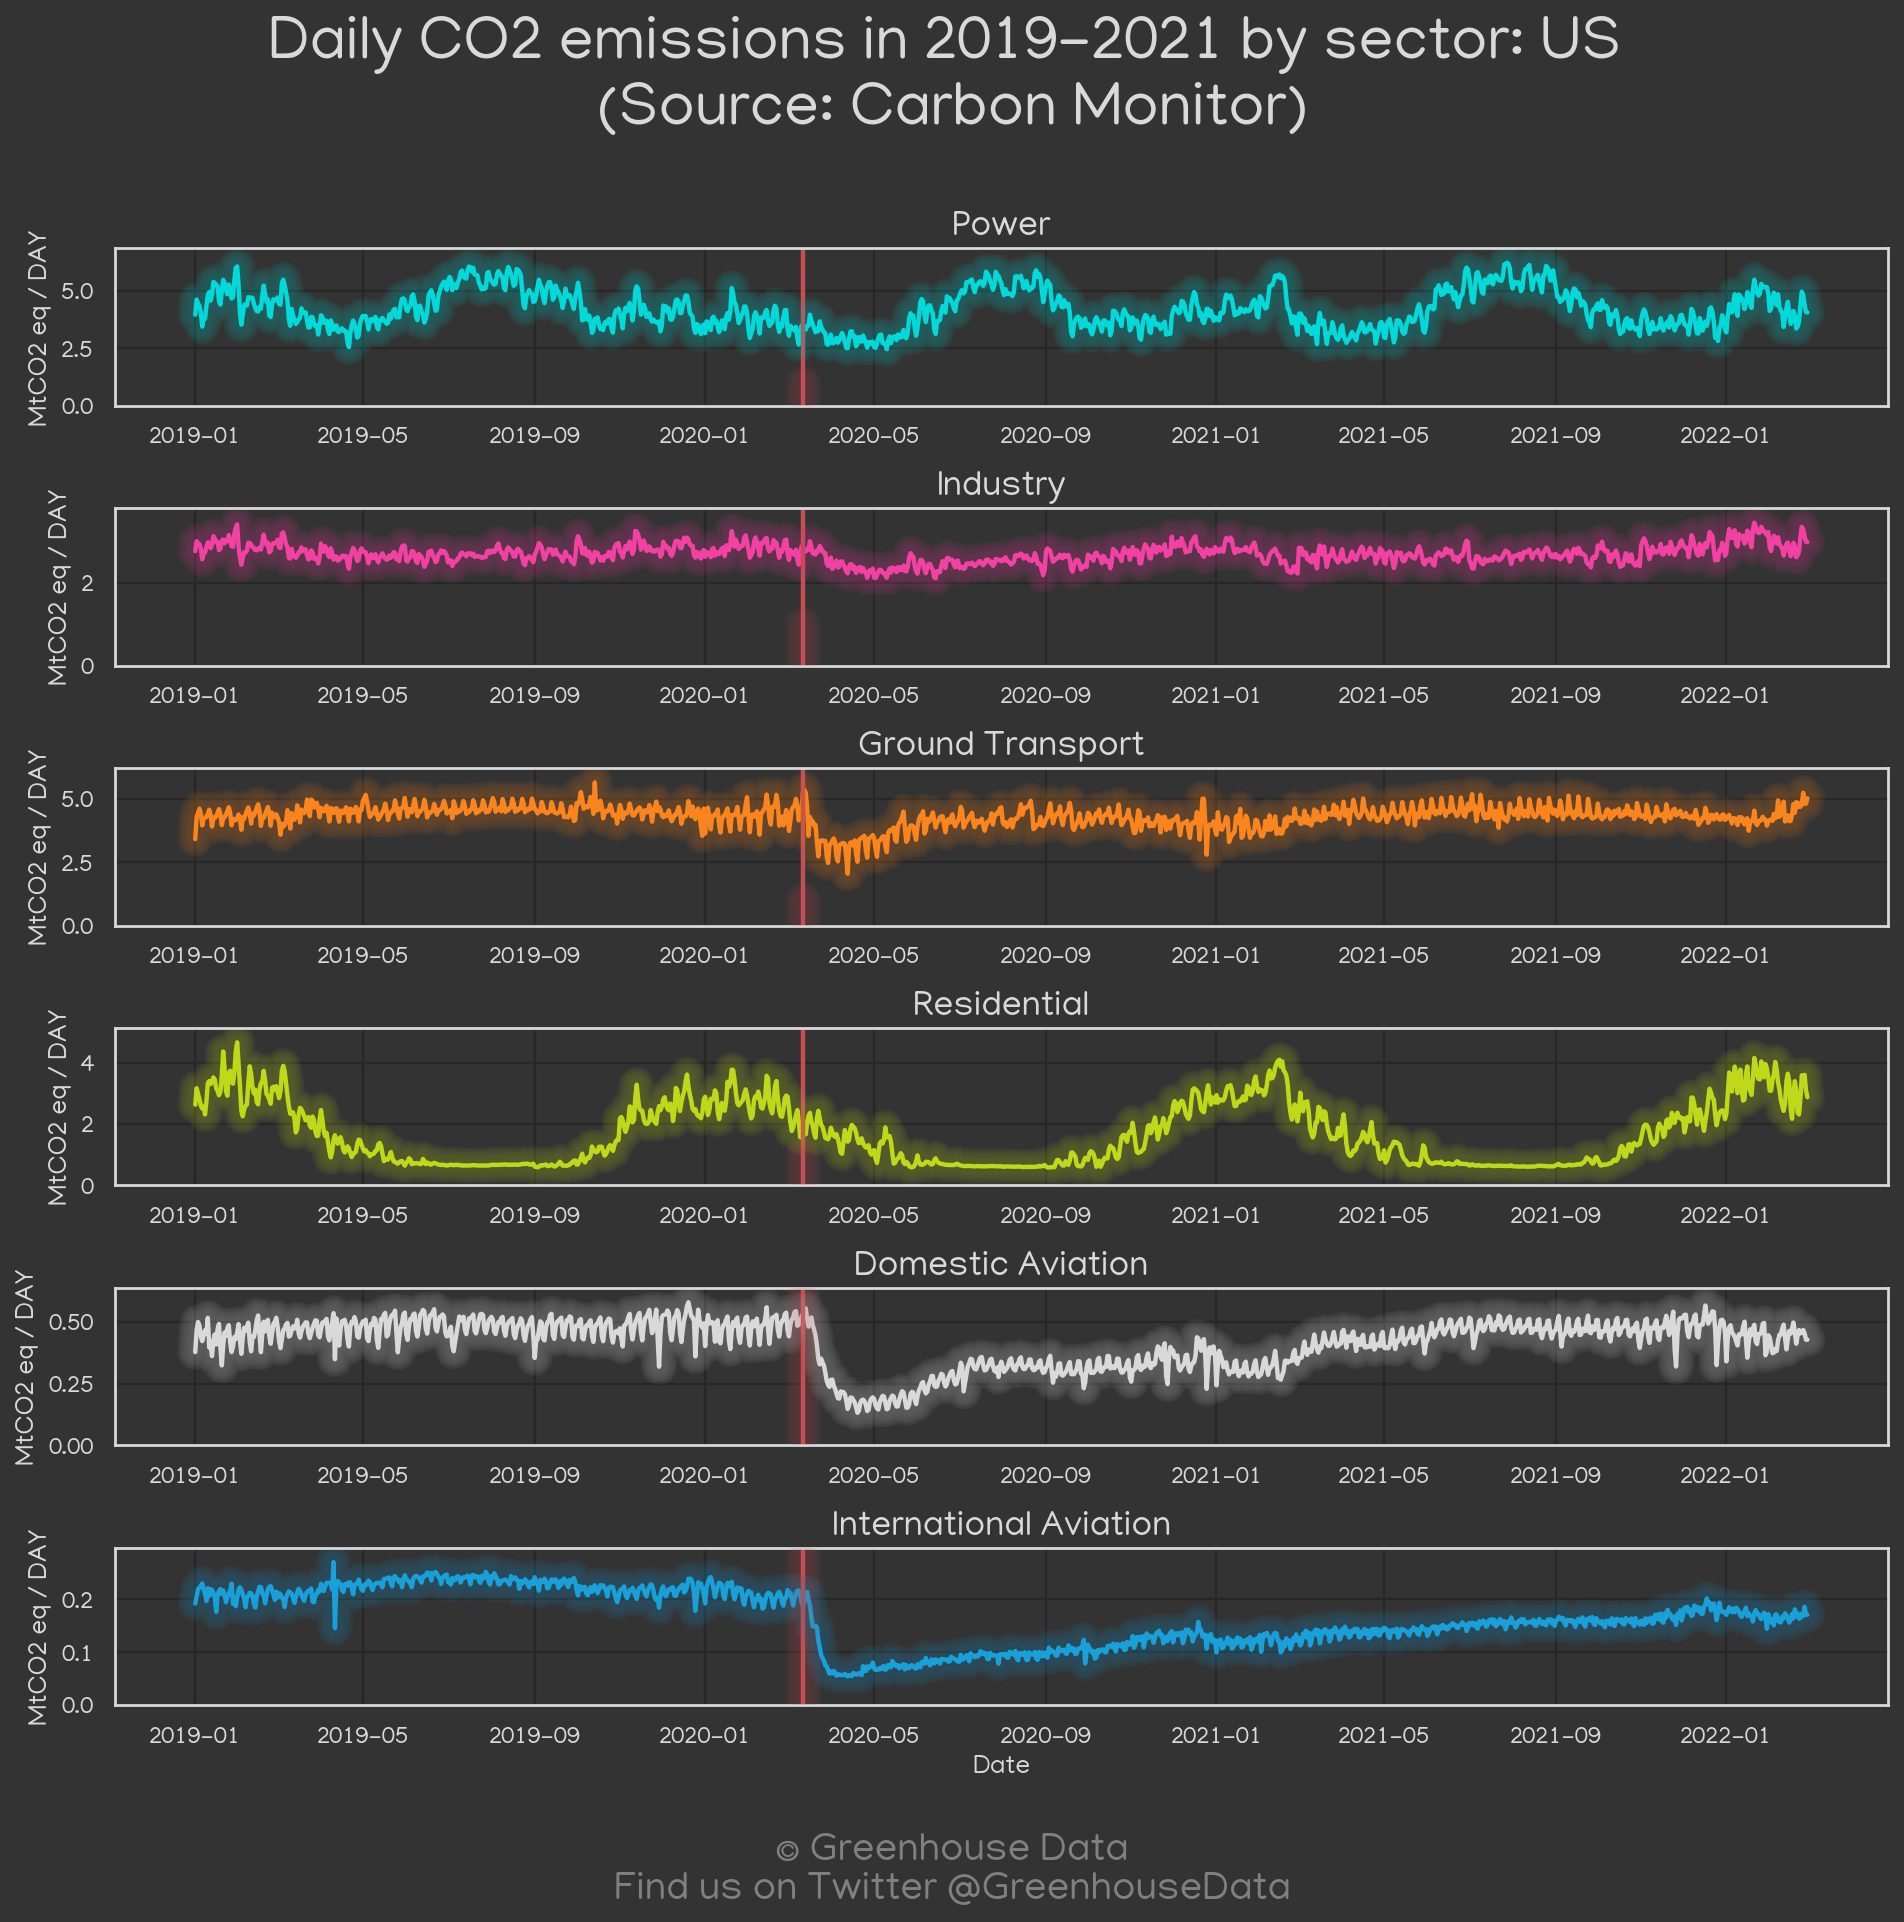 Daily CO2 emissions in 2019-2021 by sector: US
(Source: Carbon Monitor)
Power
MtCO2 eq / DAY
5.0
2.5
0.0
2019-01 2019-05 2019-09 2020-01 2020-05 2020-09 2021-01 2021-05 2021-09 2022-01
Industry
MtCO2 eq / DAY
2
0
2019-01 2019-05 2019-09 2020-01 2020-05 2020-09 2021-01 2021-05 2021-09 2022-01
Ground Transport
MtCO2 eq / DAY
5.0
2.5
0.0
2019-01 2019-05 2019-09 2020-01 2020-05 2020-09 2021-01 2021-05 2021-09 2022-01
Residential
MtCO2 eq / DAY
4
2
0
2019-01 2019-05 2019-09 2020-01 2020-05 2020-09 2021-01 2021-05 2021-09 2022-01
Domestic Aviation
MtCO2 eq / DAY
0.50
0.25
0.00
2019-01 2019-05 2019-09 2020-01 2020-05 2020-09 2021-01 2021-05 2021-09 2022-01
International Aviation
MtCO2 eq / DAY
0.2
0.1
0.0
2019-01 2019-05 2019-09 2020-01 2020-05 2020-09 2021-01 2021-05 2021-09 2022-01
Date
© Greenhouse Data
Find us on Twitter @GreenhouseData